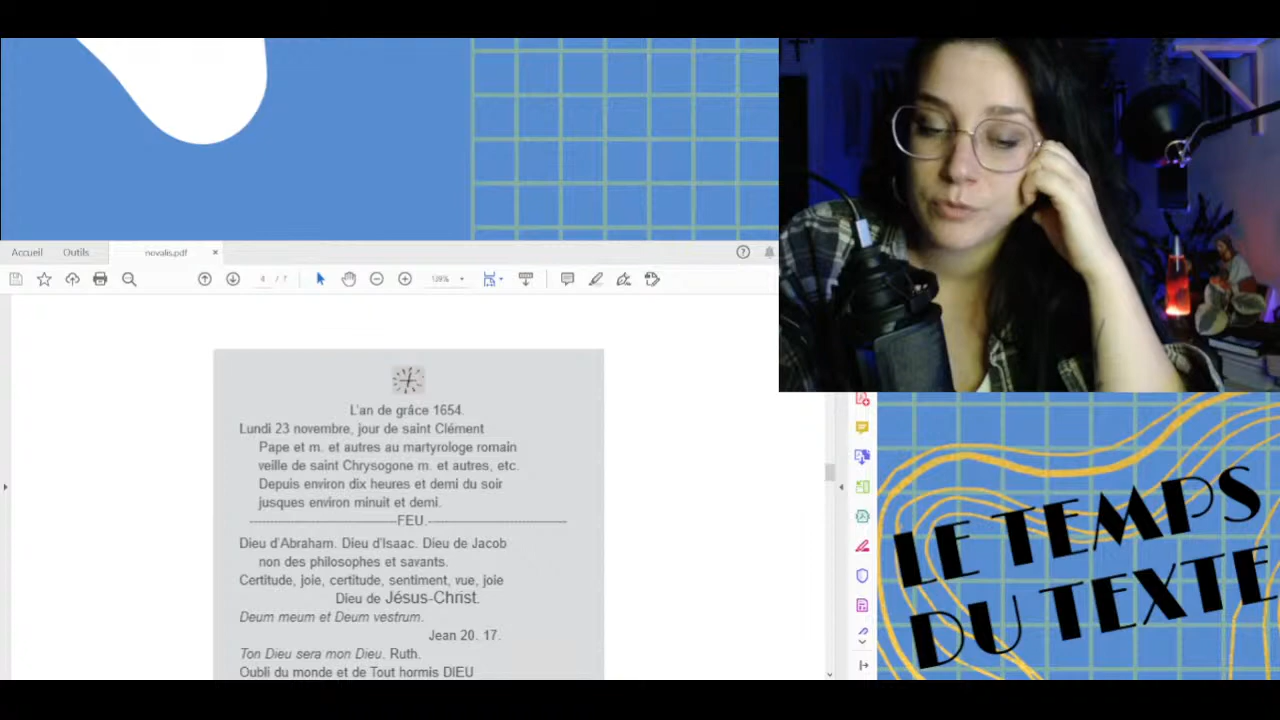 Accueil Outils novalis.pdf
4 / 7 129%
L'an de grâce 1654.
Lundi 23 novembre, jour de saint Clément
Pape et m. et autres au martyrologe romain
veille de saint Chrysogone m. et autres, etc.
Depuis environ dix heures et demi du soir
jusques environ minuit et demi.
FEU.
Dieu d'Abraham. Dieu d'Isaac. Dieu de Jacob
non des philosophes et savants.
Certitude, joie, certitude, sentiment, vue, joie
Dieu de Jésus-Christ.
Deum meum et Deum vestrum.
Jean 20. 17.
Ton Dieu sera mon Dieu. Ruth.
Oubli du monde et de Tout hormis DIEU
LE TEMPS
DU TEXTE